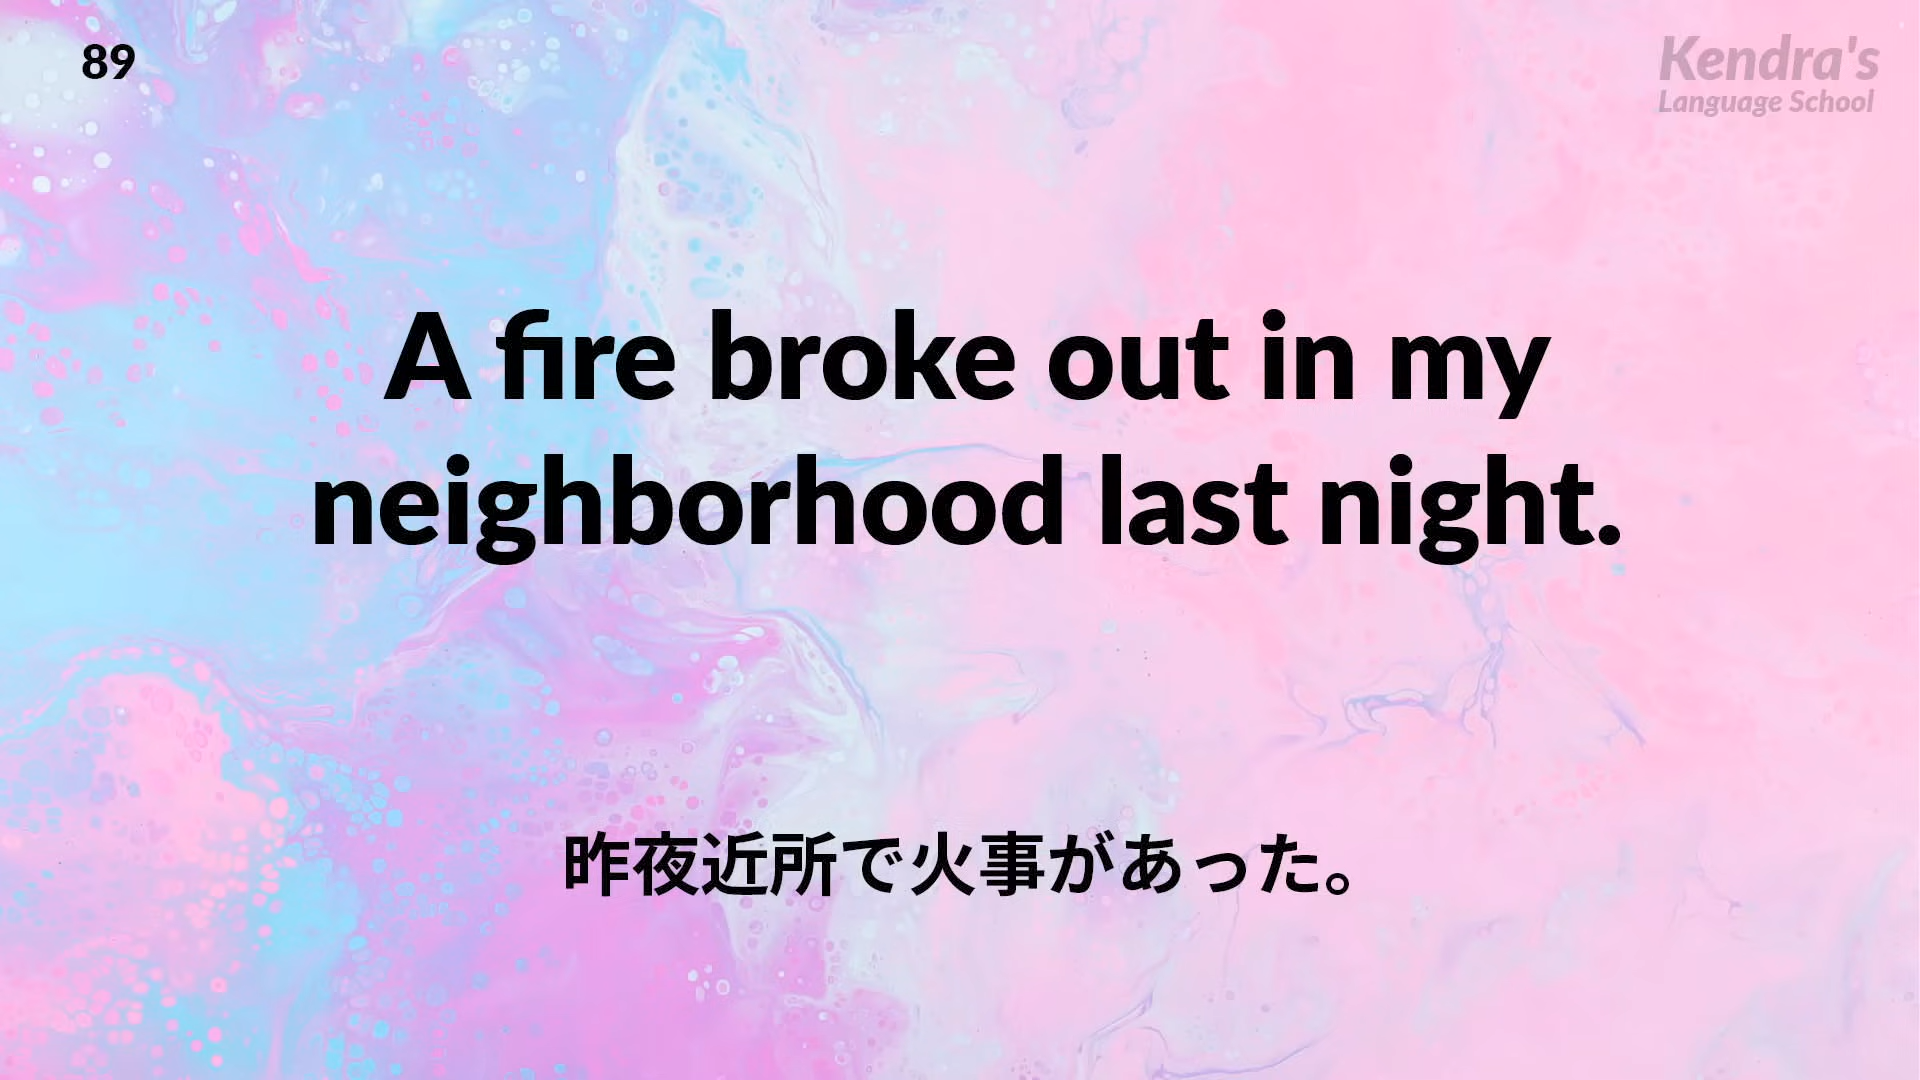 89
Kendra's
Language School
A fire broke out in my
neighborhood last night.
昨夜近所で火事があった。